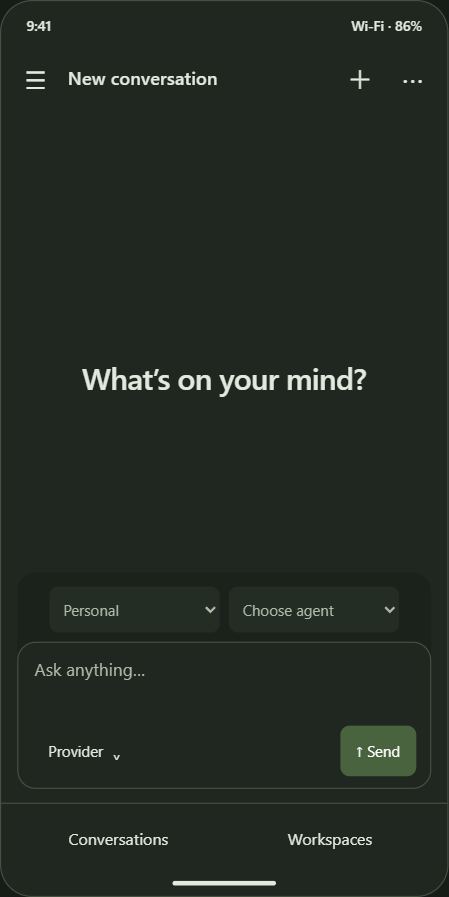 9:41 Wi-Fi · 86%
New conversation
What's on your mind?
Personal Choose agent
Ask anything...
Provider ↑ Send
Conversations Workspaces